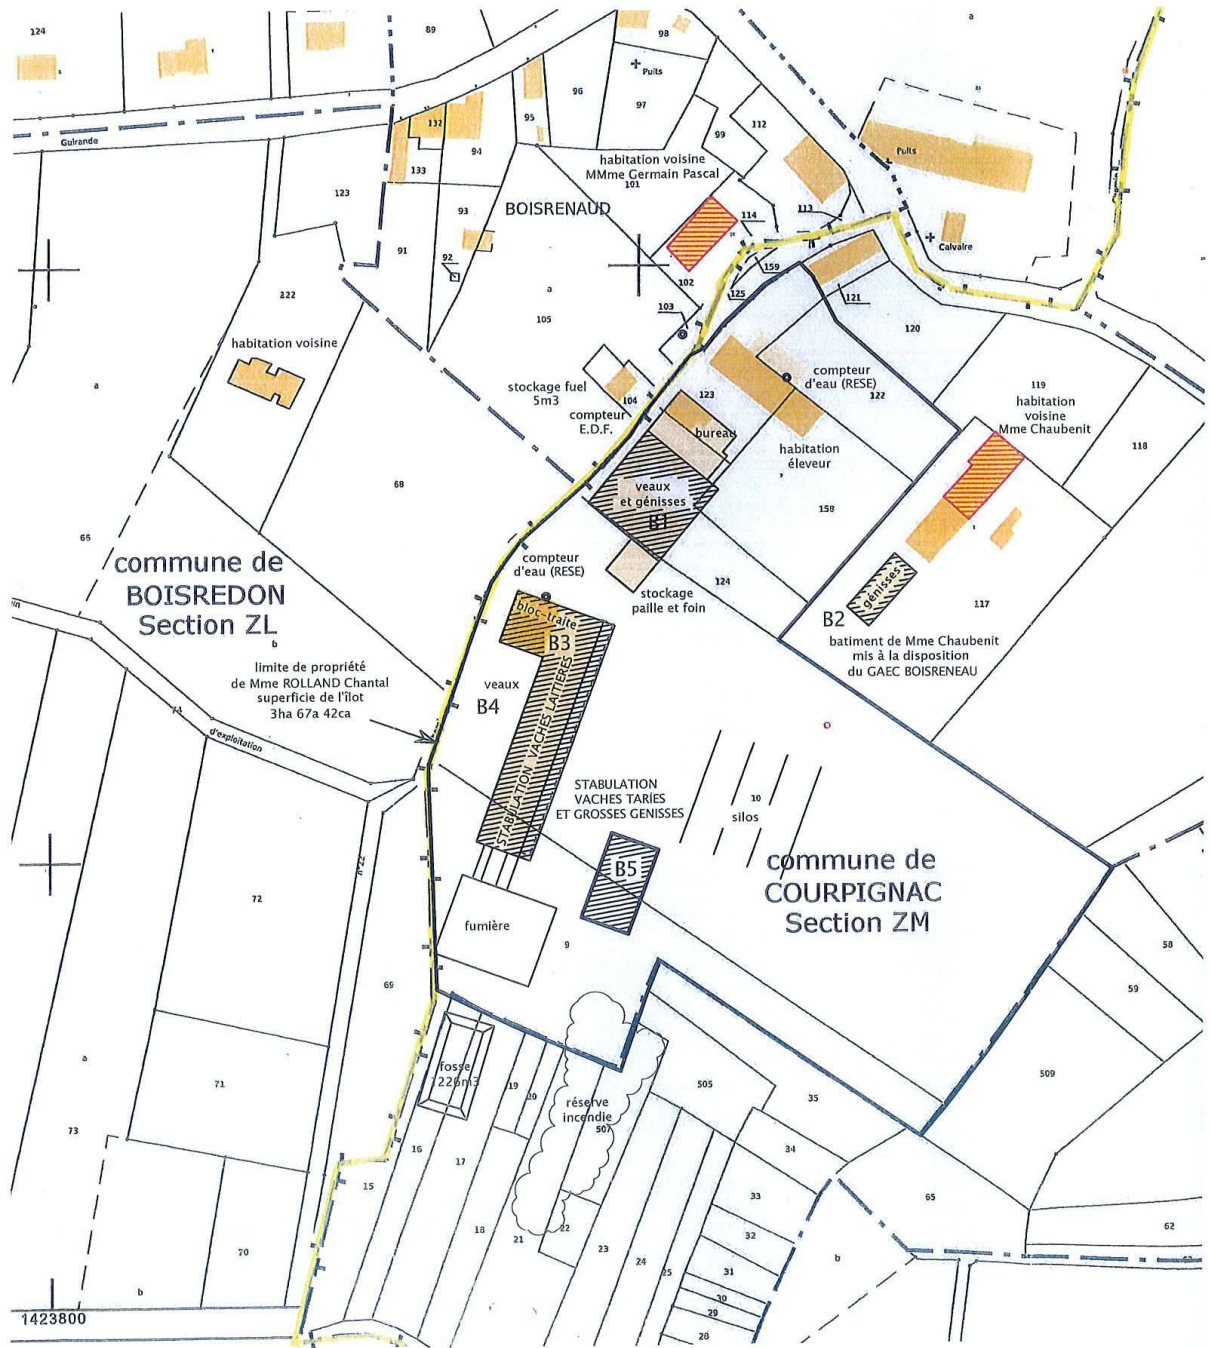 a
124
89
98
Puits
96
97
95
99
112
132
Guirande
94
133
habitation voisine
MMme Germain Pascal
101
Puits
123
BOISRENAUD
93
114
113
91
92
Calvaire
102
159
a
125
121
222
103
105
120
habitation voisine
compteur
d'eau (RESE)
119
habitation
voisine
Mme Chaubenit
a
stockage fuel
5m3
104
123
122
compteur
E.D.F.
bureau
118
habitation
éleveur
68
veaux
et génisses
B1
158
66
commune de
BOISREDON
Section ZL
b
compteur
d'eau (RESE)
génisses
124
stockage
paille et foin
117
bloc-traite
B2
B3
batiment de Mme Chaubenit
mis à la disposition
du GAEC BOISRENEAU
limite de propriété
de Mme ROLLAND Chantal
superficie de l'îlot
3ha 67a 42ca
veaux
B4
74
d'exploitation
STABULATION VACHES LAITIERES
STABULATION
VACHES TARIES
ET GROSSES GENISSES
10
silos
n°22
B5
commune de
COURPIGNAC
Section ZM
72
fumière
9
58
69
59
a
fosse
1226m3
71
19
20
505
509
35
réserve
incendie
507
73
16
17
34
15
33
65
18
21
22
23
32
62
70
24
25
31
b
63
b
30
29
28
1423800